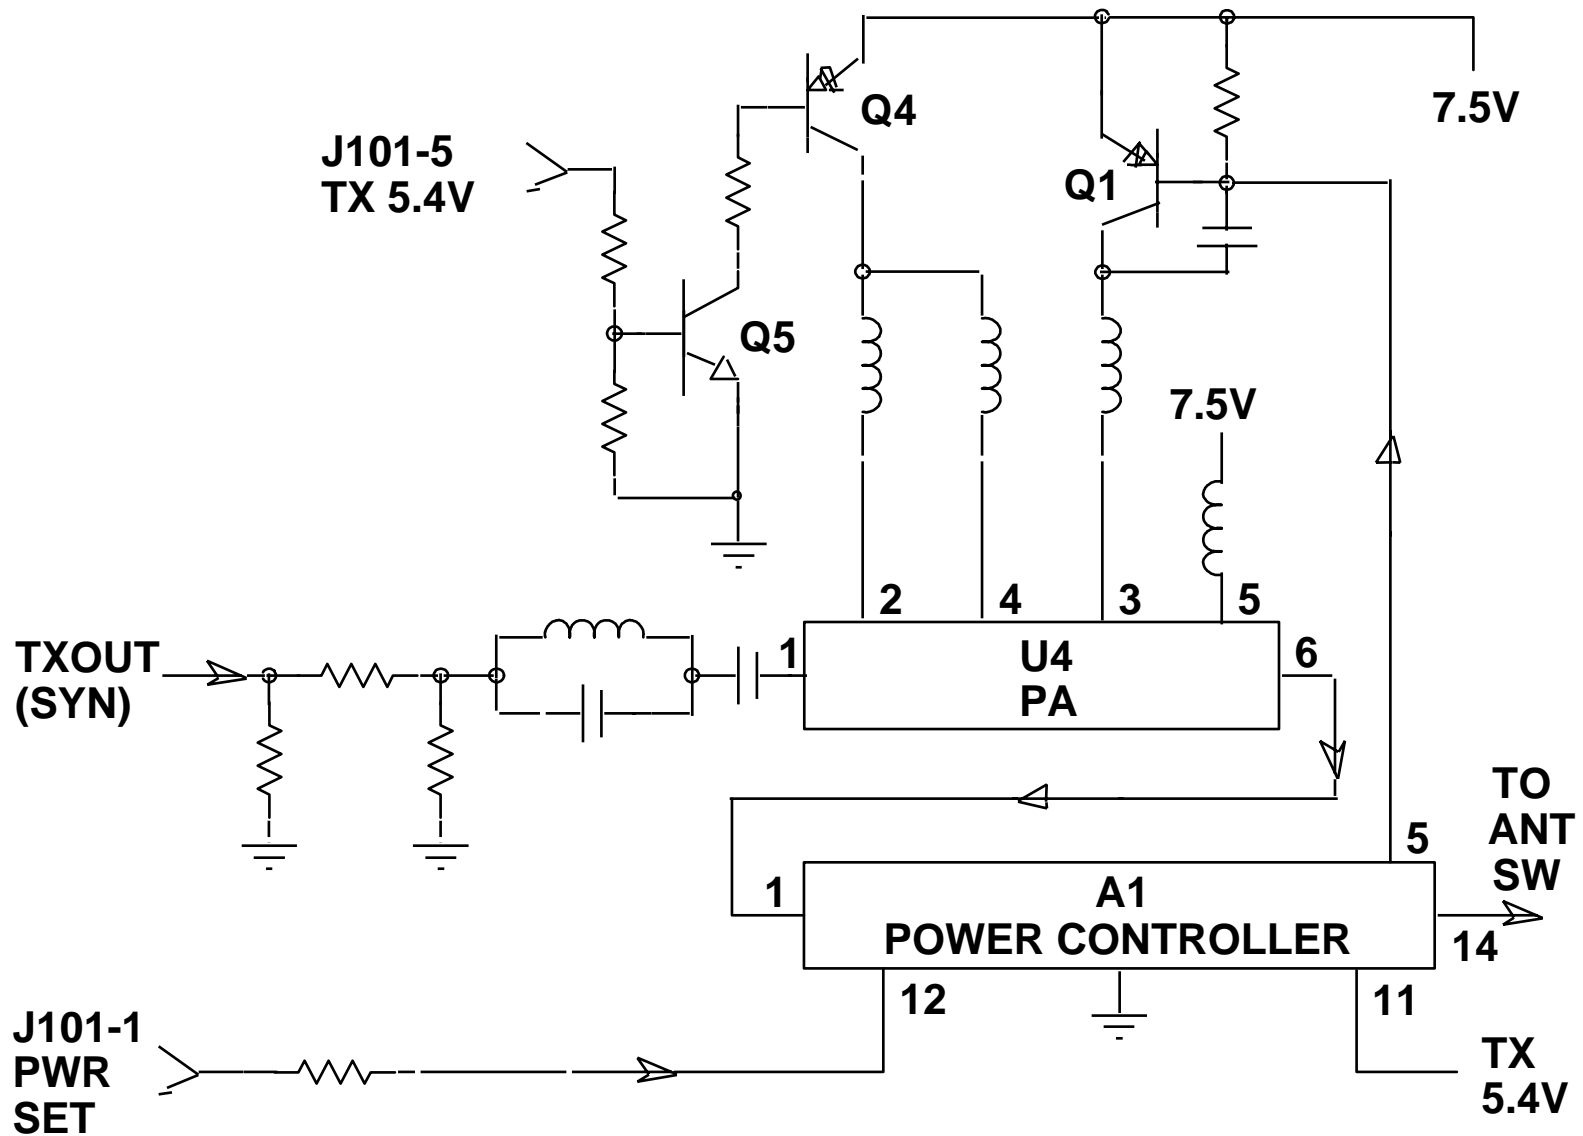 Q4
7.5V
J101-5
TX 5.4V
Q1
Q5
7.5V
2
4
3
5
TXOUT
(SYN)
1
U4
PA
6
TO
ANT
SW
5
1
A1
POWER CONTROLLER
14
12
11
J101-1
PWR
SET
TX
5.4V